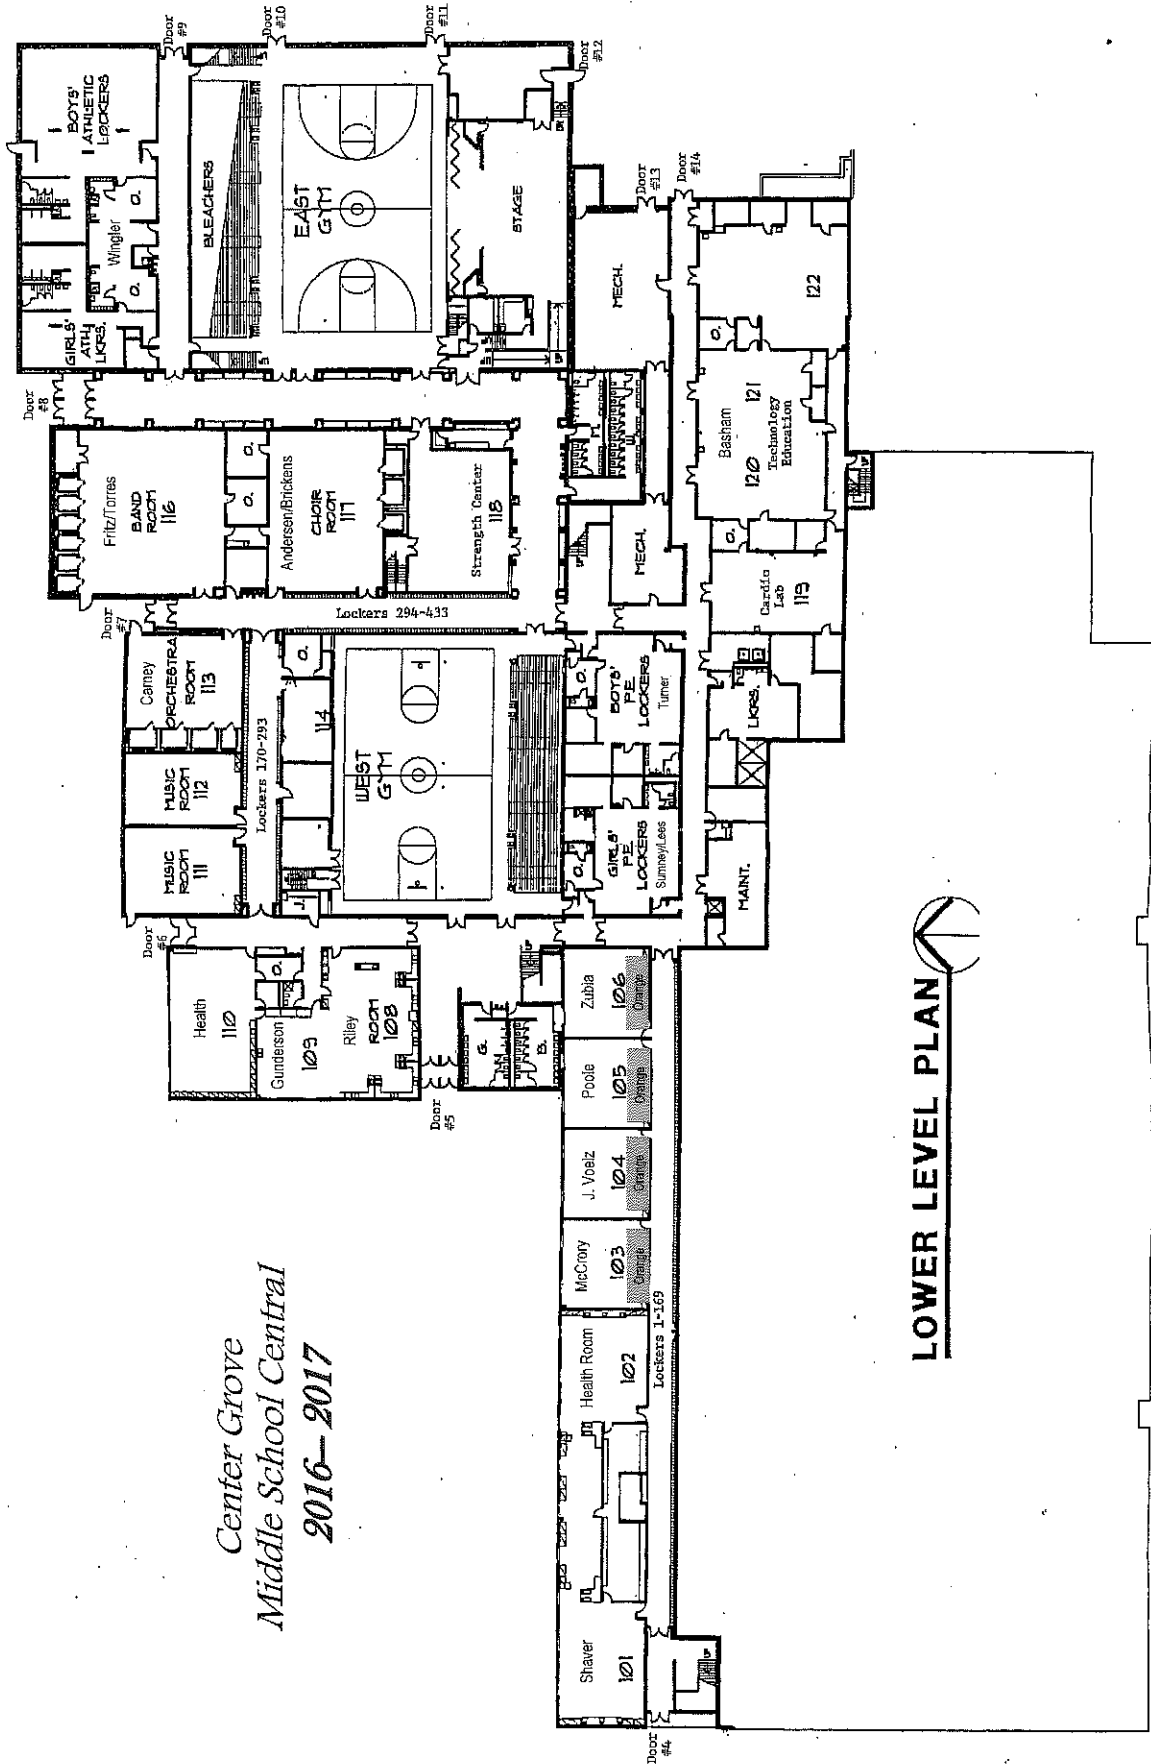 Center Grove
Middle School Central
2016—2017
LOWER LEVEL PLAN
Door
#4
Shaver
101
UP
Health Room
102
Lockers 1-169
McCrory
103
Orange
J. Voelz
104
Orange
Poole
105
Orange
Zubia
106
Orange
Door
#5
G.
B.
UP
Riley
ROOM
108
Gunderson
109
O.
Health
110
Door
#6
MUSIC
ROOM
111
MUSIC
ROOM
112
Carney
ORCHESTRA
ROOM
113
Lockers 170-293
J.
114
O.
WEST
GYM
O.
GIRLS'
PE
LOCKERS
Sumney/Lees
O.
BOYS'
PE
LOCKERS
Turner
MAINT.
LKRS.
Door
#7
Fritz/Torres
BAND
ROOM
116
O.
O.
Andersen/Brickens
CHOIR
ROOM
117
Lockers 294-433
Strength Center
118
MECH.
Cardio
Lab
119
O.
Basham
120
121
Technology
Education
O.
122
Door
#8
GIRLS'
ATH.
LKRS.
O.
Wingler
O.
BOYS'
ATHLETIC
LOCKERS
Door
#9
BLEACHERS
Door
#10
EAST
GYM
Door
#11
STAGE
Door
#12
MECH.
Door
#13
Door
#14